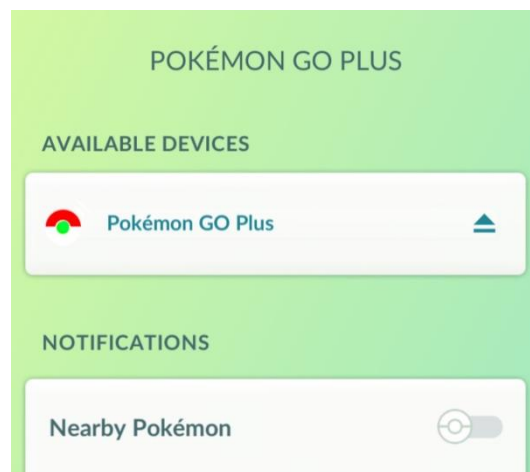 POKÉMON GO PLUS
AVAILABLE DEVICES
Pokémon GO Plus
NOTIFICATIONS
Nearby Pokémon